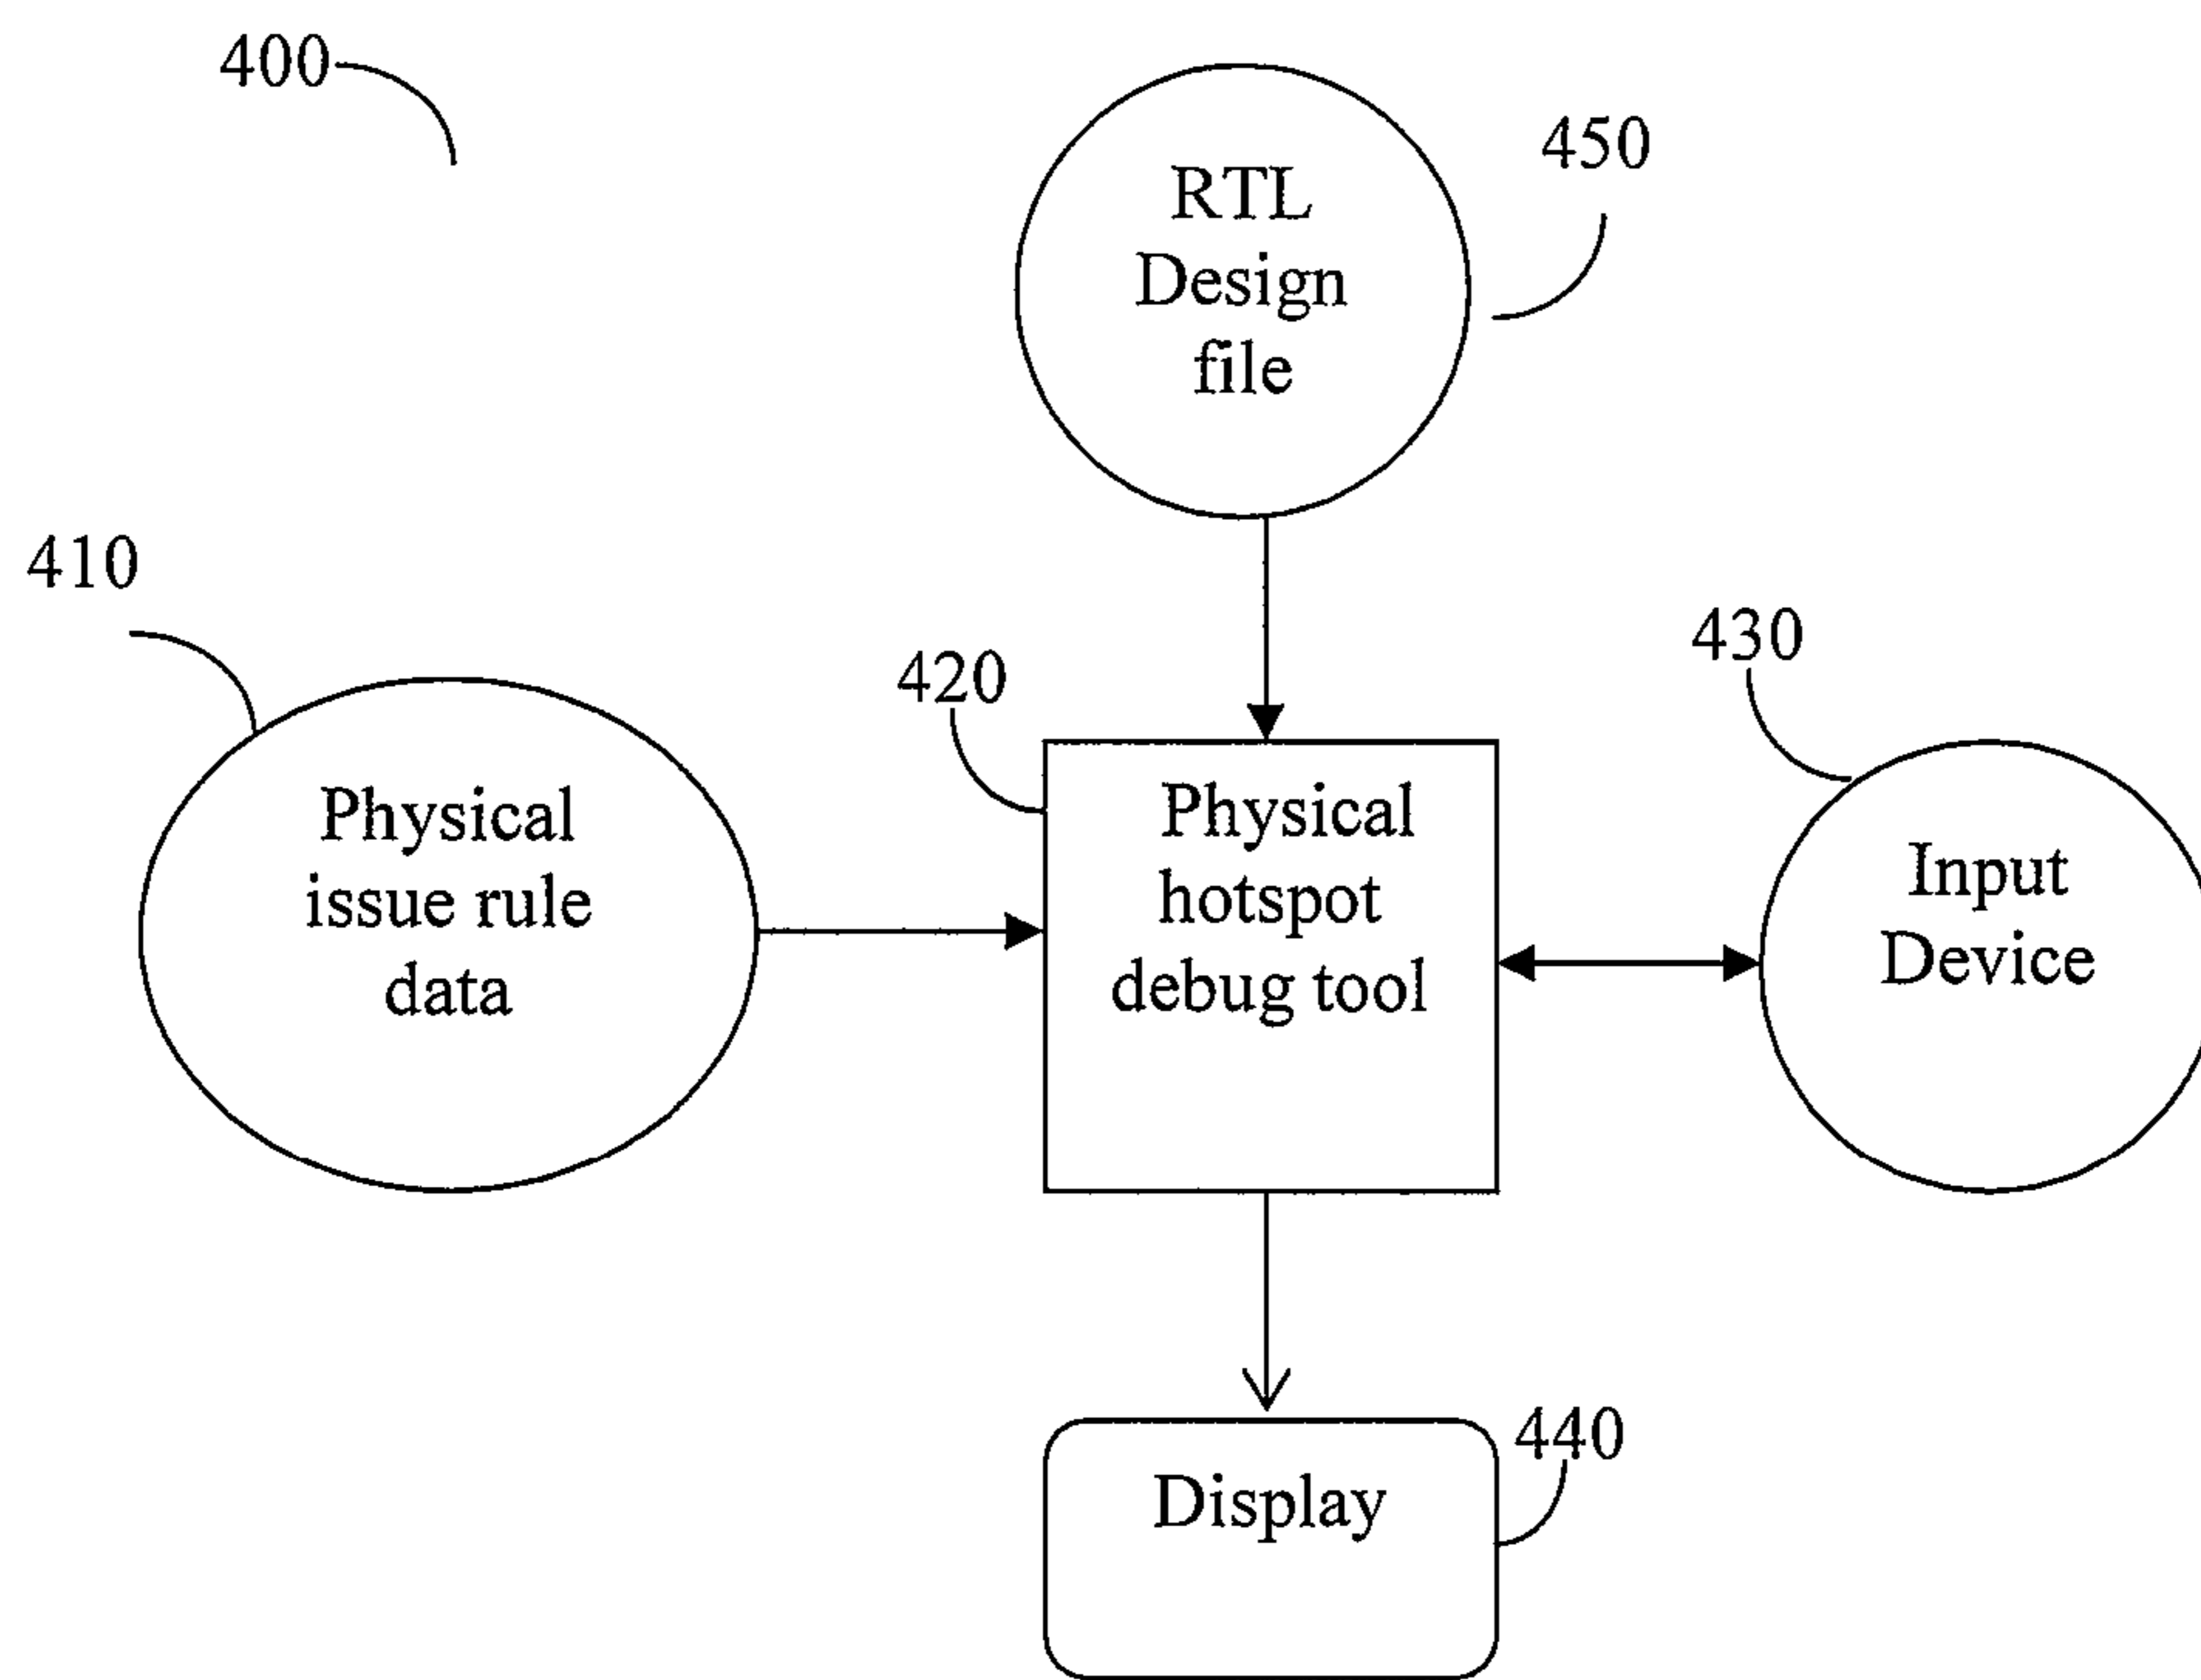 400
450
RTL
Design
file
410
420
430
Physical
issue rule
data
Physical
hotspot
debug tool
Input
Device
440
Display